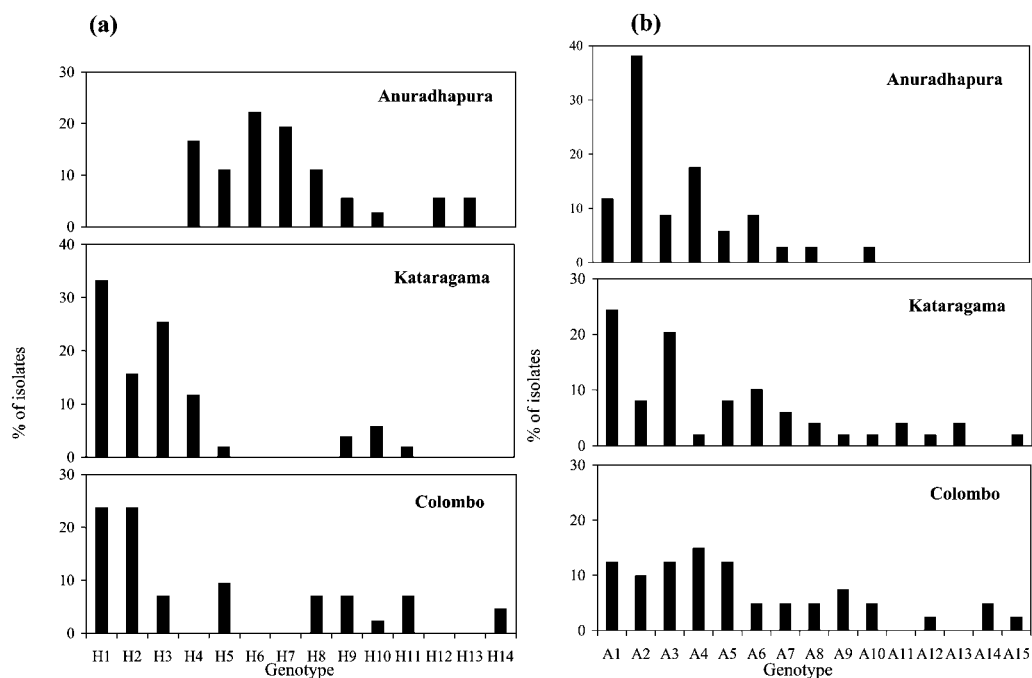 (a)
30
20
10
0
Anuradhapura
40
30
20
10
0
Kataragama
30
20
10
0
Colombo
% of isolates
H1 H2 H3 H4 H5 H6 H7 H8 H9 H10 H11 H12 H13 H14
Genotype
(b)
40
30
20
10
0
Anuradhapura
30
20
10
0
Kataragama
30
20
10
0
Colombo
% of isolates
A1 A2 A3 A4 A5 A6 A7 A8 A9 A10 A11 A12 A13 A14 A15
Genotype